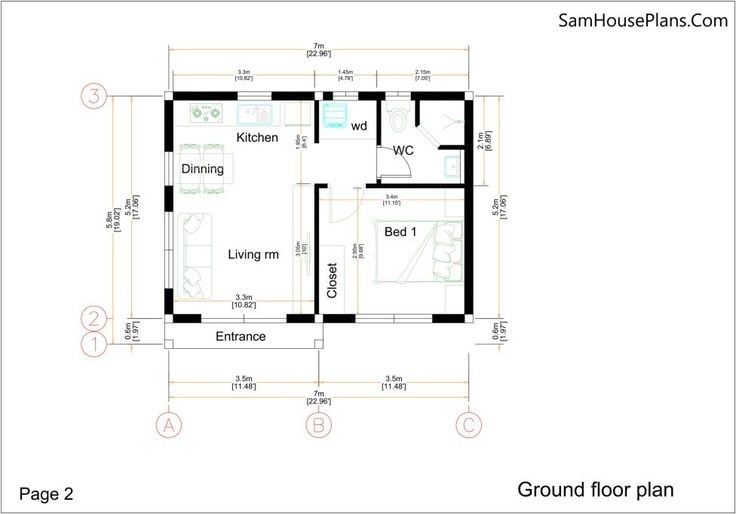 SamHousePlans.Com
7m
[22.96']
3.3m
[10.82']
1.45m
[4.76']
2.15m
[7.05']
3
Kitchen
wd
WC
Dinning
1.95m
[6.4']
2.1m
[6.89']
5.8m
[19.02']
5.2m
[17.06']
5.2m
[17.06']
3.4m
[11.15']
Bed 1
Living rm
3.05m
[10']
2.95m
[9.68']
Closet
3.3m
[10.82']
2
Entrance
0.6m
[1.97']
0.6m
[1.97']
1
3.5m
[11.48']
3.5m
[11.48']
7m
[22.96']
A
B
C
Page 2
Ground floor plan